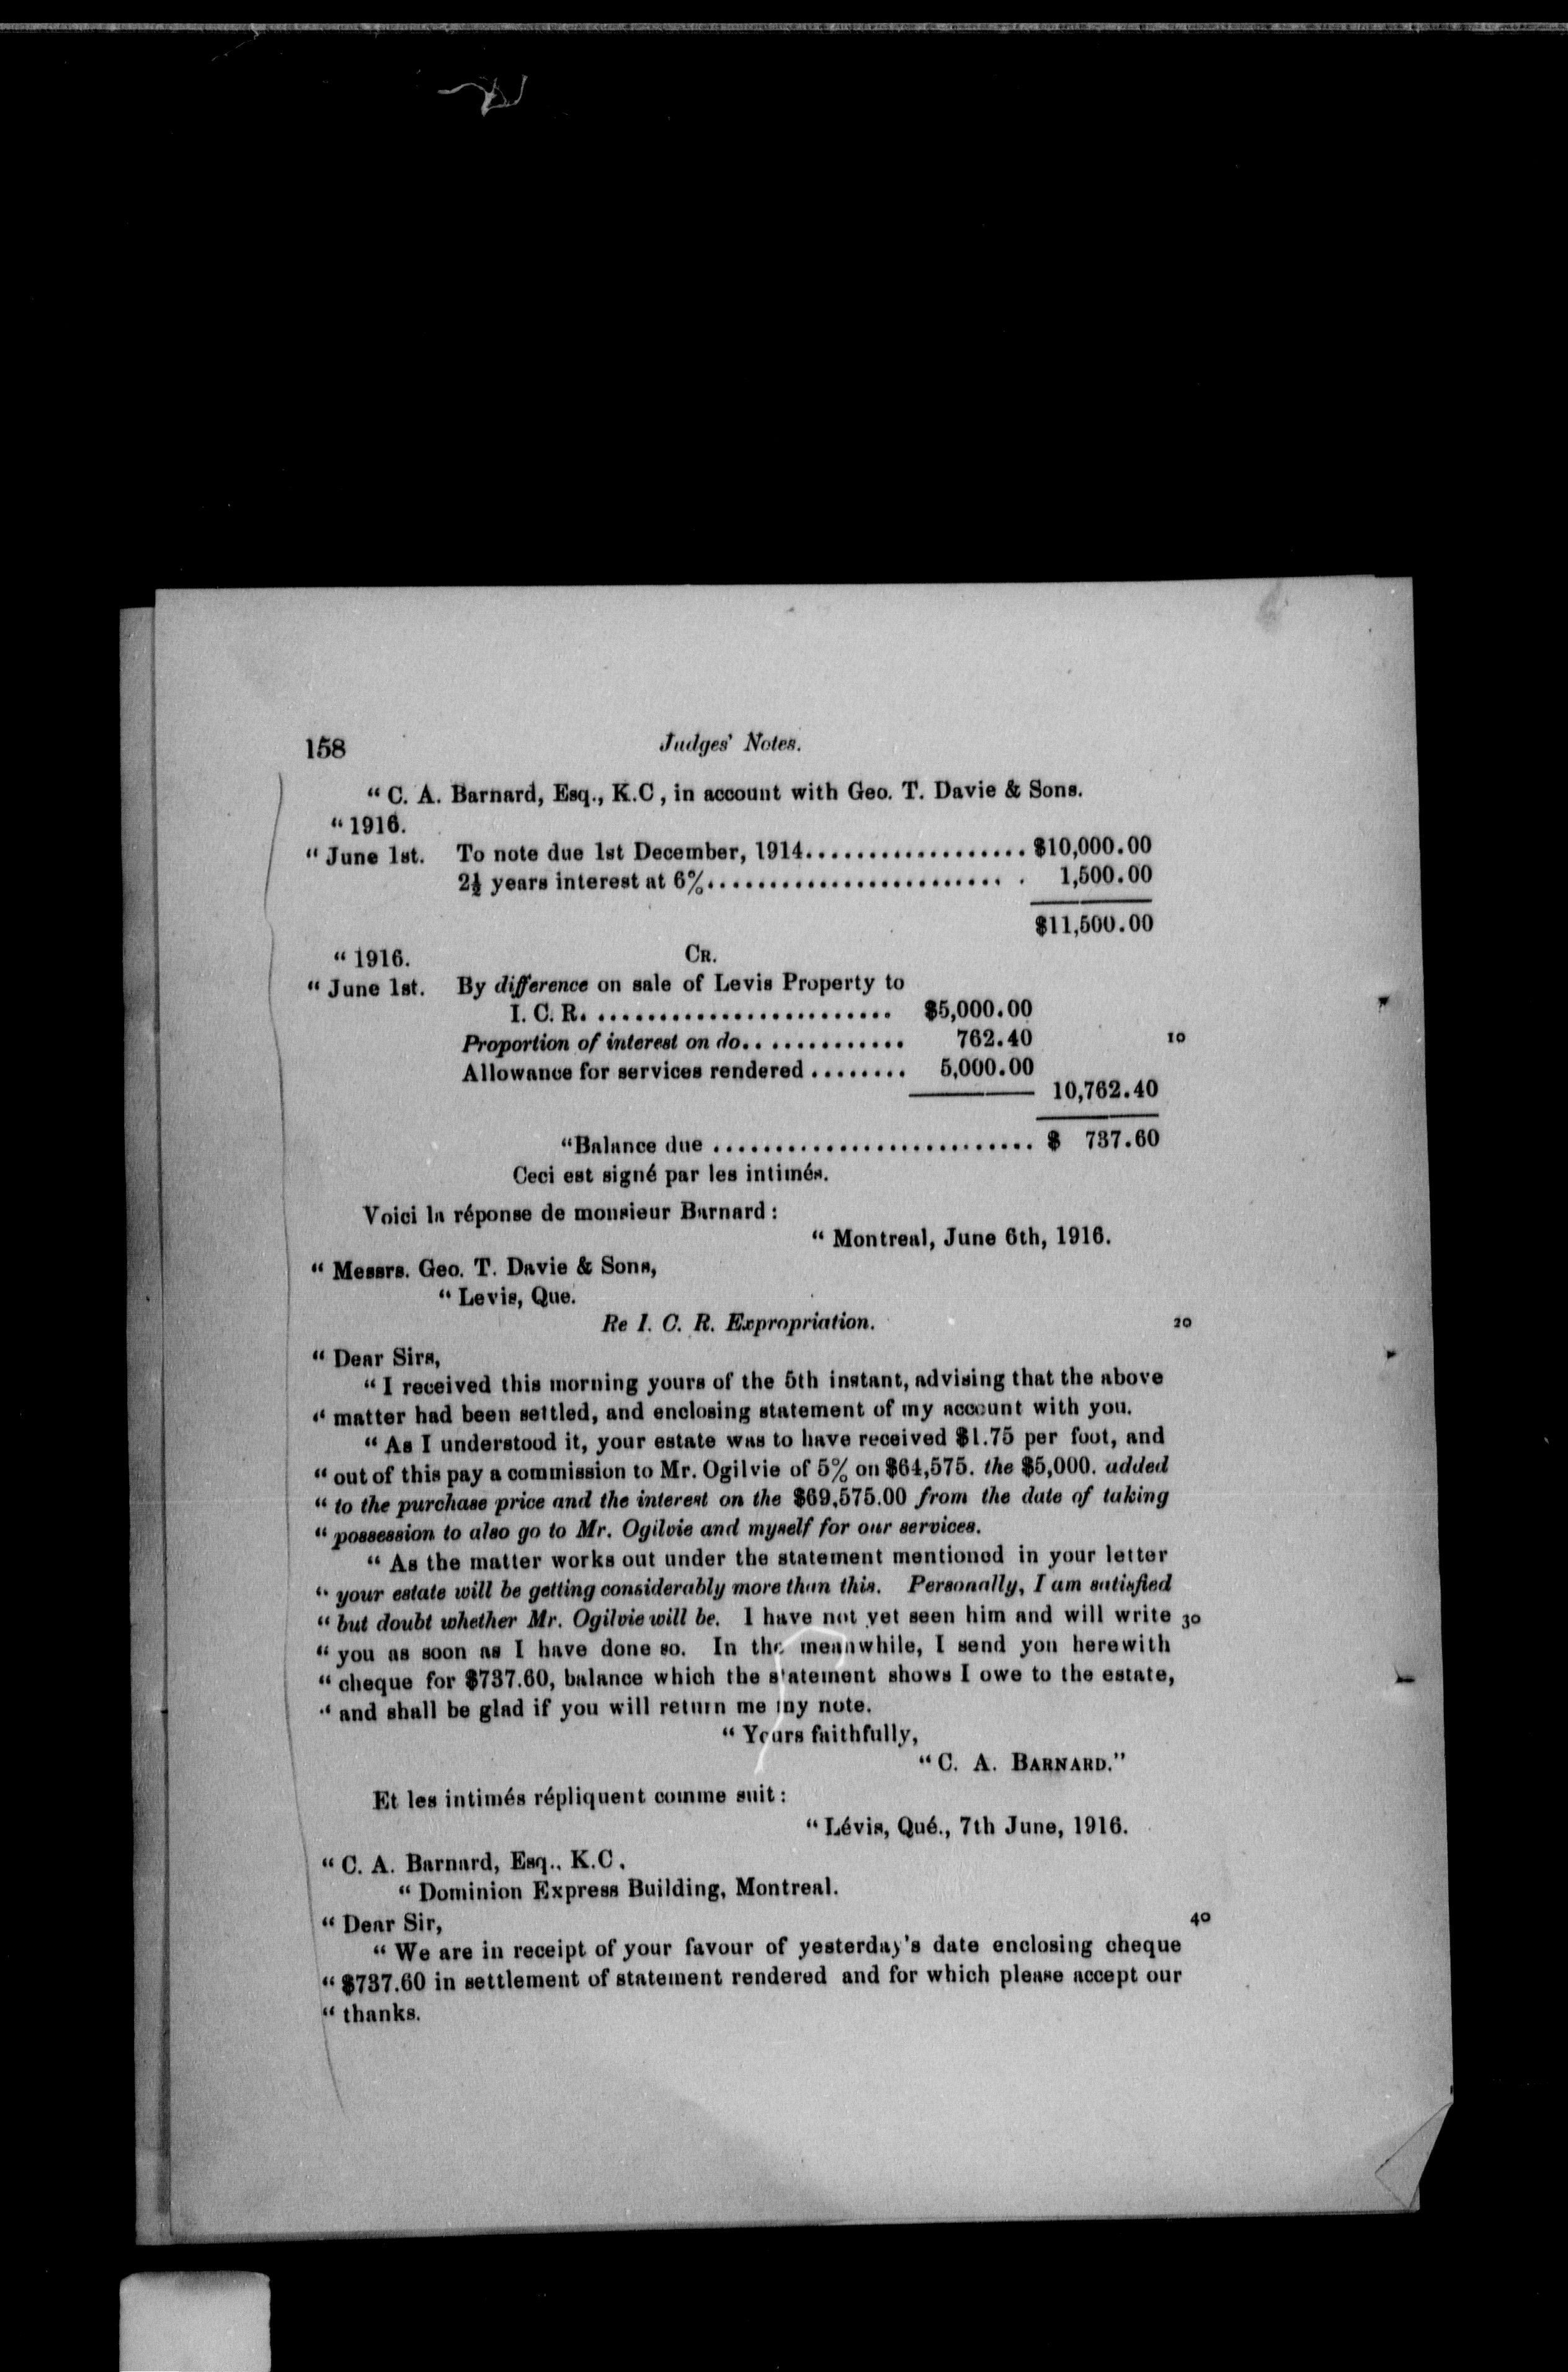 158 Judges' Notes.
" C. A. Barnard, Esq., K.C , in account with Geo. T. Davie & Sons.
" 1916.
" June 1st. To note due 1st December, 1914.................. $10,000.00
2½ years interest at 6%........................ . 1,500.00
$11,500.00
" 1916. CR.
" June 1st. By difference on sale of Levis Property to
I. C. R. ........................ $5,000.00
Proportion of interest on do............. 762.40 10
Allowance for services rendered ........ 5,000.00
10,762.40
"Balance due .......................... $ 737.60
Ceci est signé par les intimés.
Voici la réponse de monsieur Barnard :
" Montreal, June 6th, 1916.
" Messrs. Geo. T. Davie & Sons,
" Levis, Que.
Re I. C. R. Expropriation. 20
" Dear Sirs,
" I received this morning yours of the 5th instant, advising that the above
" matter had been settled, and enclosing statement of my account with you.
" As I understood it, your estate was to have received $1.75 per foot, and
" out of this pay a commission to Mr. Ogilvie of 5% on $64,575. the $5,000. added
" to the purchase price and the interest on the $69,575.00 from the date of taking
" possession to also go to Mr. Ogilvie and myself for our services.
" As the matter works out under the statement mentioned in your letter
" your estate will be getting considerably more than this. Personally, I am satisfied
" but doubt whether Mr. Ogilvie will be. I have not yet seen him and will write 30
" you as soon as I have done so. In the meanwhile, I send you herewith
" cheque for $737.60, balance which the statement shows I owe to the estate,
" and shall be glad if you will return me my note.
" Yours faithfully,
" C. A. BARNARD."
Et les intimés répliquent comme suit :
" Lévis, Qué., 7th June, 1916.
" C. A. Barnard, Esq.. K.C.
" Dominion Express Building, Montreal.
" Dear Sir, 40
" We are in receipt of your favour of yesterday's date enclosing cheque
" $737.60 in settlement of statement rendered and for which please accept our
" thanks.